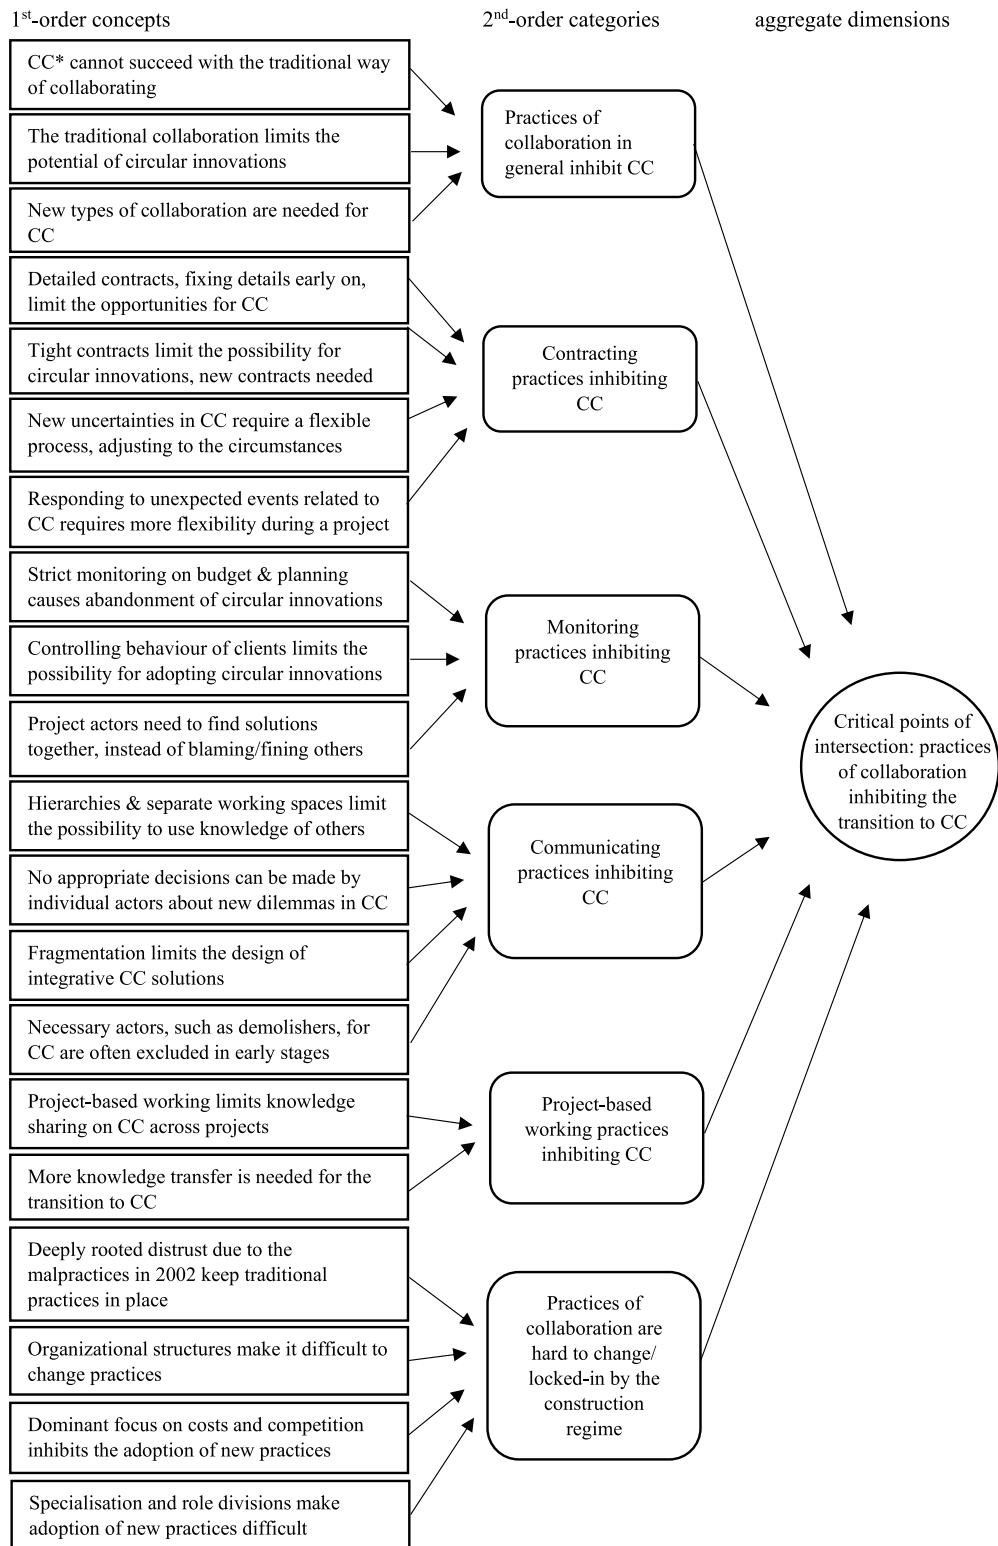 1st-order concepts
2nd-order categories
aggregate dimensions
CC* cannot succeed with the traditional way
of collaborating
The traditional collaboration limits the
potential of circular innovations
New types of collaboration are needed for
CC
Practices of
collaboration in
general inhibit CC
Detailed contracts, fixing details early on,
limit the opportunities for CC
Tight contracts limit the possibility for
circular innovations, new contracts needed
New uncertainties in CC require a flexible
process, adjusting to the circumstances
Responding to unexpected events related to
CC requires more flexibility during a project
Contracting
practices inhibiting
CC
Strict monitoring on budget & planning
causes abandonment of circular innovations
Controlling behaviour of clients limits the
possibility for adopting circular innovations
Project actors need to find solutions
together, instead of blaming/fining others
Monitoring
practices inhibiting
CC
Hierarchies & separate working spaces limit
the possibility to use knowledge of others
No appropriate decisions can be made by
individual actors about new dilemmas in CC
Fragmentation limits the design of
integrative CC solutions
Necessary actors, such as demolishers, for
CC are often excluded in early stages
Communicating
practices inhibiting
CC
Project-based working limits knowledge
sharing on CC across projects
More knowledge transfer is needed for the
transition to CC
Project-based
working practices
inhibiting CC
Deeply rooted distrust due to the
malpractices in 2002 keep traditional
practices in place
Organizational structures make it difficult to
change practices
Dominant focus on costs and competition
inhibits the adoption of new practices
Specialisation and role divisions make
adoption of new practices difficult
Practices of
collaboration are
hard to change/
locked-in by the
construction
regime
Critical points of
intersection: practices
of collaboration
inhibiting the
transition to CC